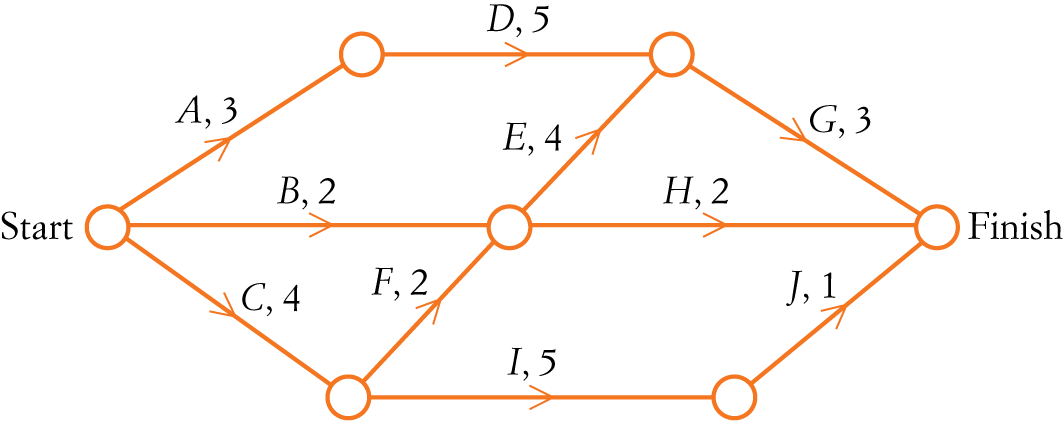 D, 5
A, 3
G, 3
E, 4
B, 2
H, 2
Start
Finish
F, 2
J, 1
C, 4
I, 5